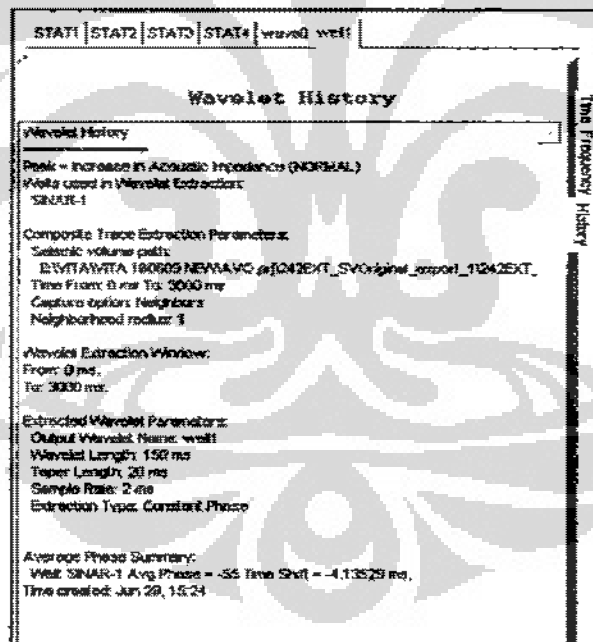 STAT1 STAT2 STAT3 STAT4 wave0 well1
Wavelet History
Time Frequency History
Wavelet History
Peak = Increase in Acoustic Impedance (NORMAL)
Wells used in Wavelet Extraction:
SINAR-1
Composite Trace Extraction Parameters:
Seismic volume path:
Time From: 0 ms To: 3000 ms
Capture option: Neighbors
Neighborhood radius: 1
Wavelet Extraction Window:
From: 0 ms.
To: 3000 ms.
Extracted Wavelet Parameters:
Output Wavelet Name: well1
Wavelet Length: 150 ms
Taper Length: 20 ms
Sample Rate: 2 ms
Extraction Type: Constant Phase
Average Phase Summary:
Well: SINAR-1 Avg Phase = -55 Time Shift = -4.13529 ms,
Time created: Jun 29, 15:24